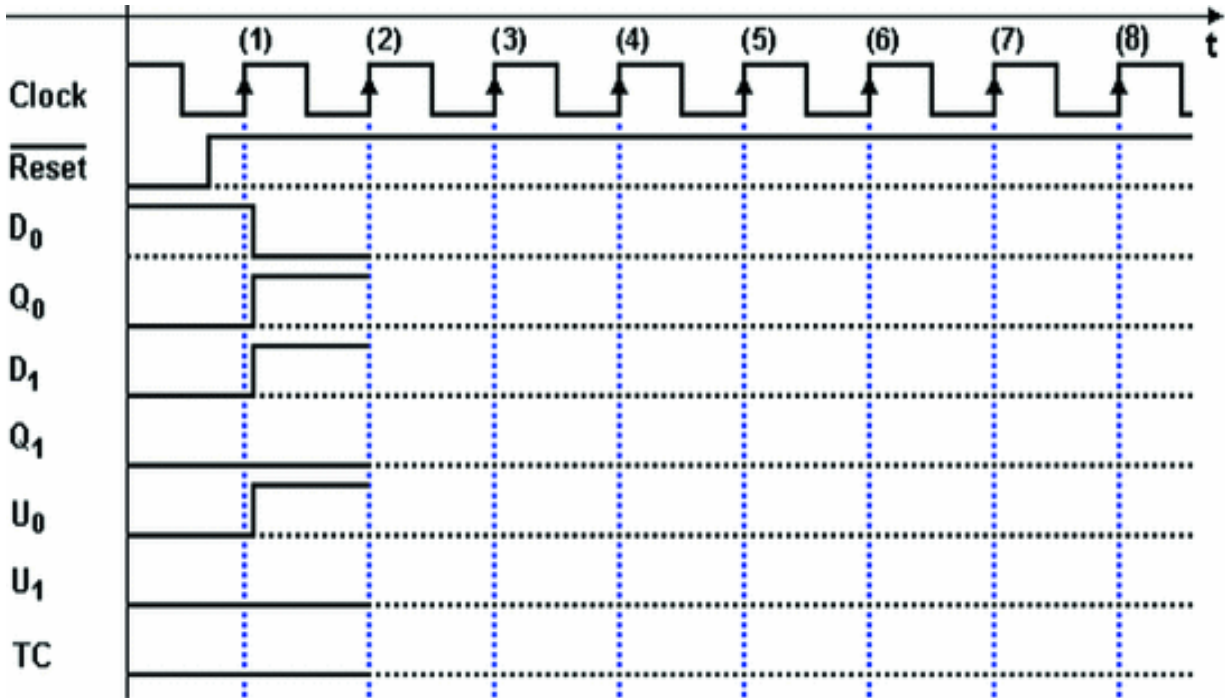 (1) (2) (3) (4) (5) (6) (7) (8)
t
Clock
Reset
D₀
Q₀
D₁
Q₁
U₀
U₁
TC